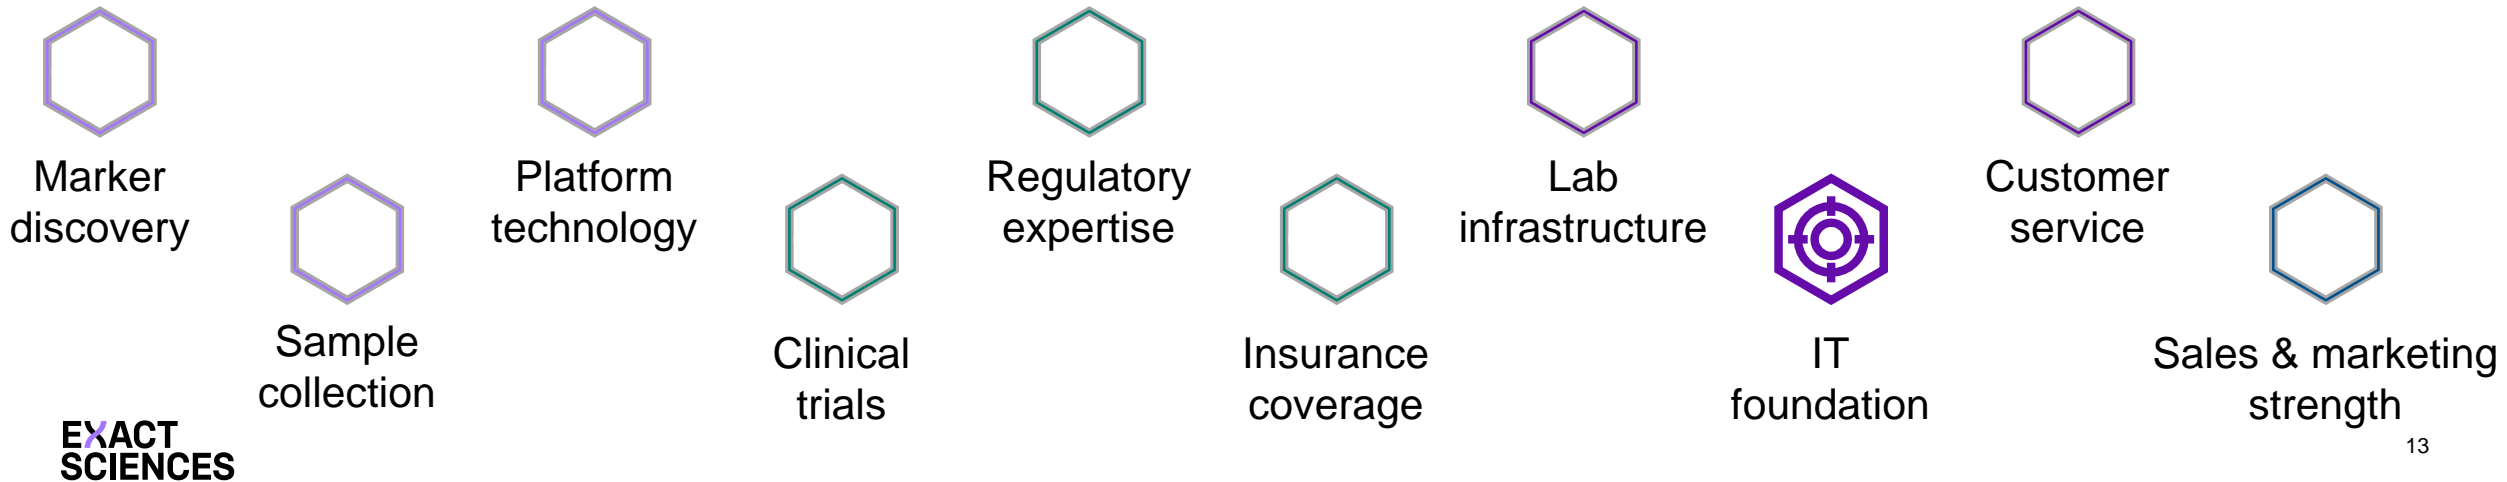 Marker
discovery
Sample
collection
Platform
technology
Clinical
trials
Regulatory
expertise
Insurance
coverage
Lab
infrastructure
IT
foundation
Customer
service
Sales & marketing
strength
EXACT
SCIENCES
13